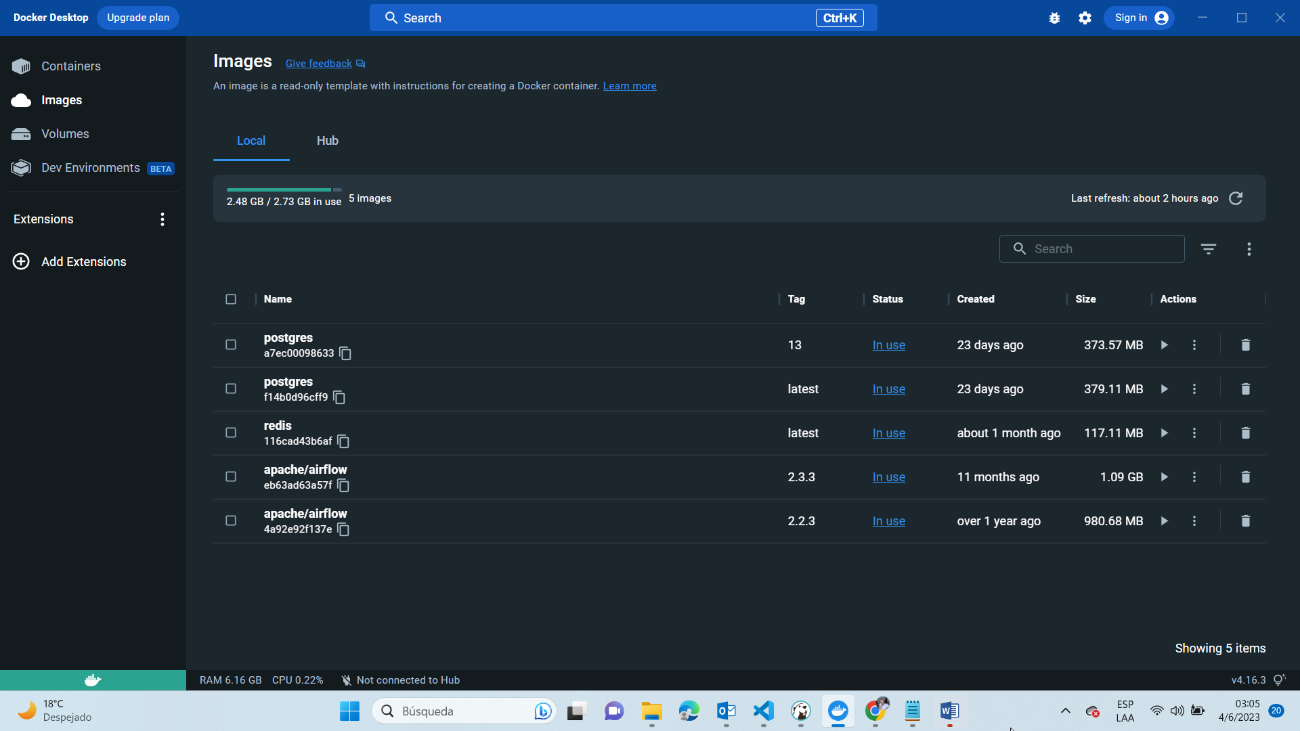 Docker Desktop Upgrade plan Search Ctrl+K Sign in
Containers
Images
Volumes
Dev Environments BETA
Extensions
Add Extensions
Images Give feedback
An image is a read-only template with instructions for creating a Docker container. Learn more
Local Hub
2.48 GB / 2.73 GB in use 5 images Last refresh: about 2 hours ago
Search
Name Tag Status Created Size Actions
postgres
a7ec00098633 13 In use 23 days ago 373.57 MB
postgres
f14b0d96cff9 latest In use 23 days ago 379.11 MB
redis
116cad43b6af latest In use about 1 month ago 117.11 MB
apache/airflow
eb63ad63a57f 2.3.3 In use 11 months ago 1.09 GB
apache/airflow
4a92e92f137e 2.2.3 In use over 1 year ago 980.68 MB
Showing 5 items
RAM 6.16 GB CPU 0.22% Not connected to Hub v4.16.3
18°C
Despejado
Búsqueda
ESP
LAA
03:05
4/6/2023
20